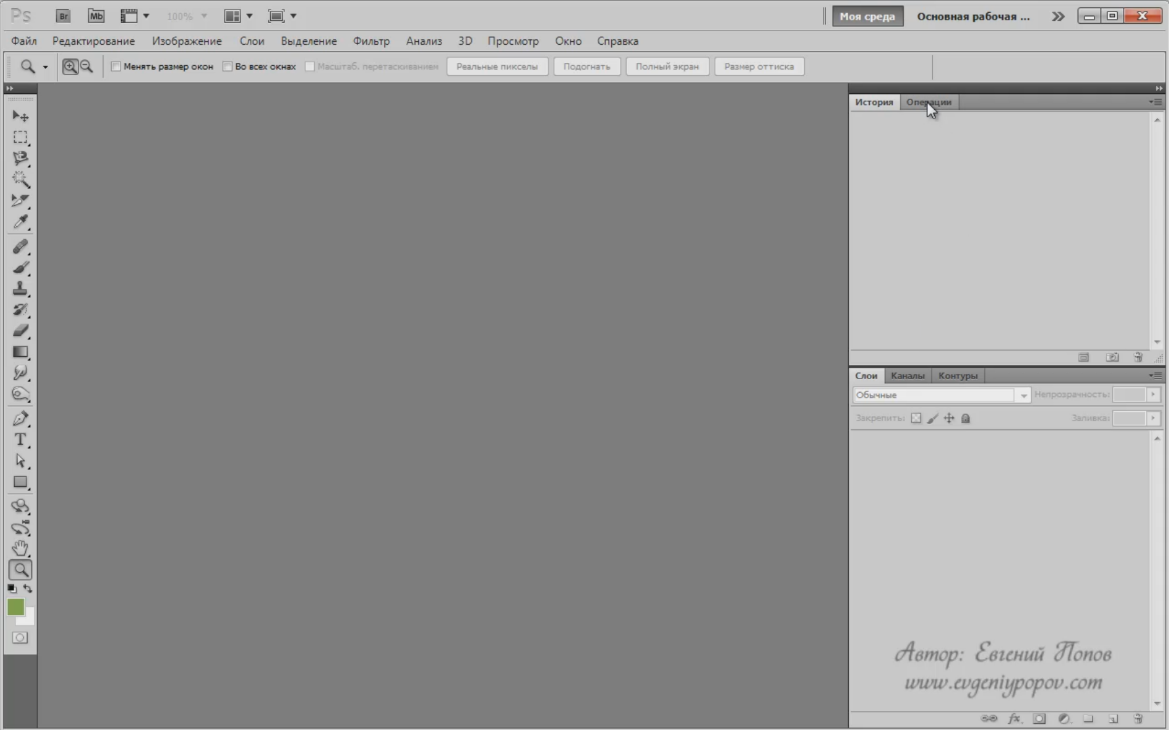 Ps Br Mb 100% Моя среда Основная рабочая ...
Файл Редактирование Изображение Слои Выделение Фильтр Анализ 3D Просмотр Окно Справка
Менять размер окон Во всех окнах Масштаб. перетаскиванием Реальные пикселы Подогнать Полный экран Размер оттиска
История Операции
Слои Каналы Контуры
Обычные Непрозрачность:
Закрепить: Заливка:
T
Автор: Евгений Попов
www.evgeniypopov.com
fx